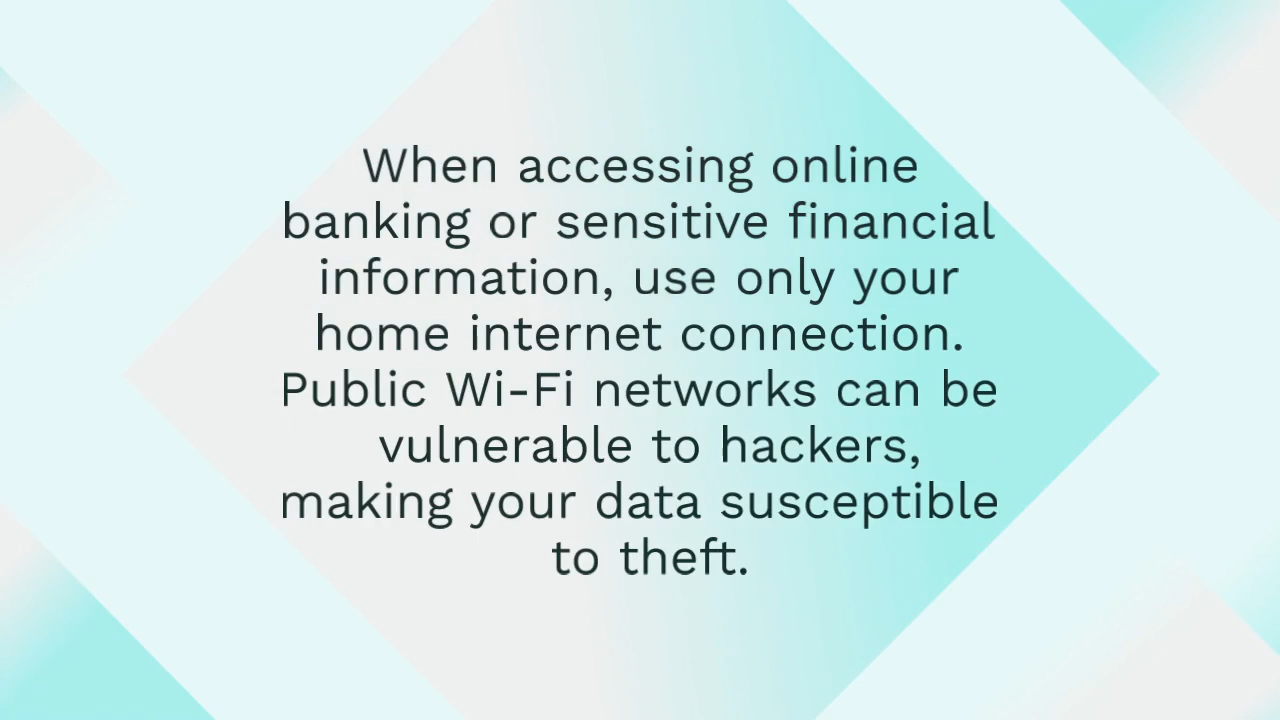 When accessing online
banking or sensitive financial
information, use only your
home internet connection.
Public Wi-Fi networks can be
vulnerable to hackers,
making your data susceptible
to theft.